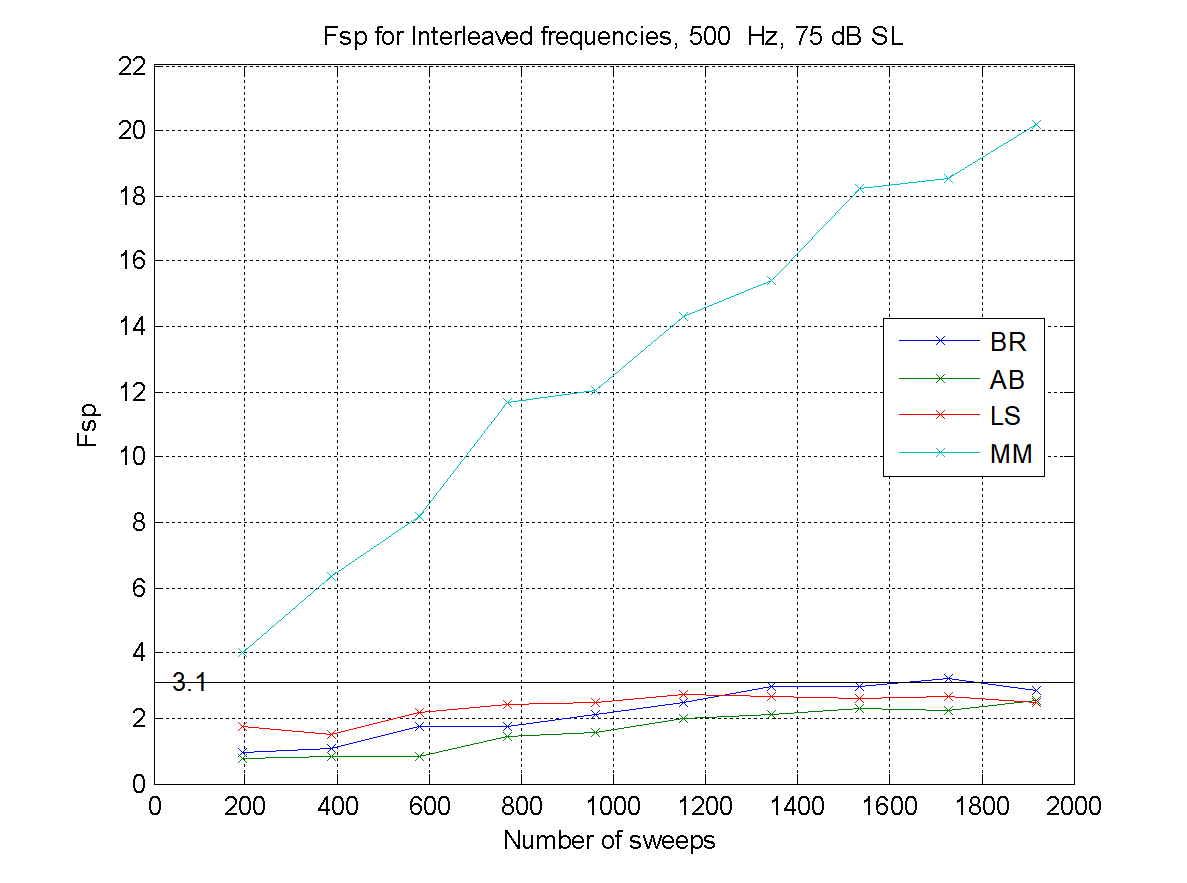 Fsp for Interleaved frequencies, 500  Hz, 75 dB SL
22
20
18
16
14
12
10
8
6
4
2
0
Fsp
3.1
BR
AB
LS
MM
0 200 400 600 800 1000 1200 1400 1600 1800 2000
Number of sweeps